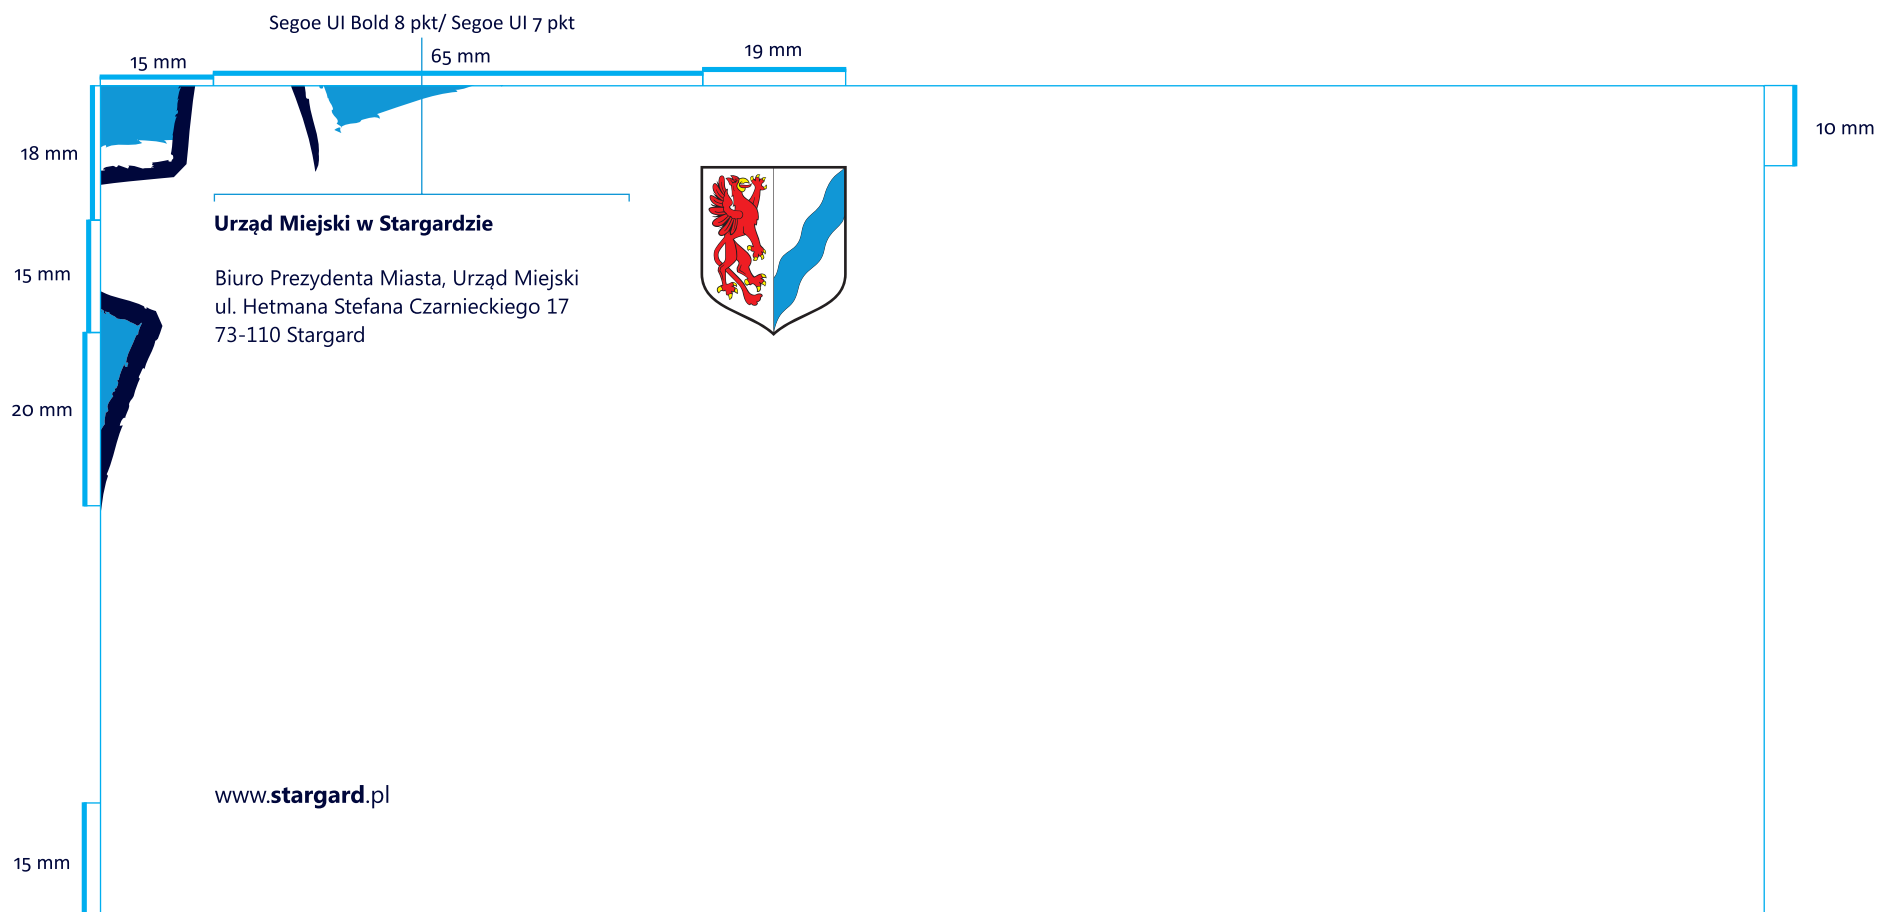 Segoe UI Bold 8 pkt/ Segoe UI 7 pkt
15 mm
65 mm
19 mm
10 mm
18 mm
15 mm
20 mm
15 mm
Urząd Miejski w Stargardzie
Biuro Prezydenta Miasta, Urząd Miejski
ul. Hetmana Stefana Czarnieckiego 17
73-110 Stargard
www.stargard.pl